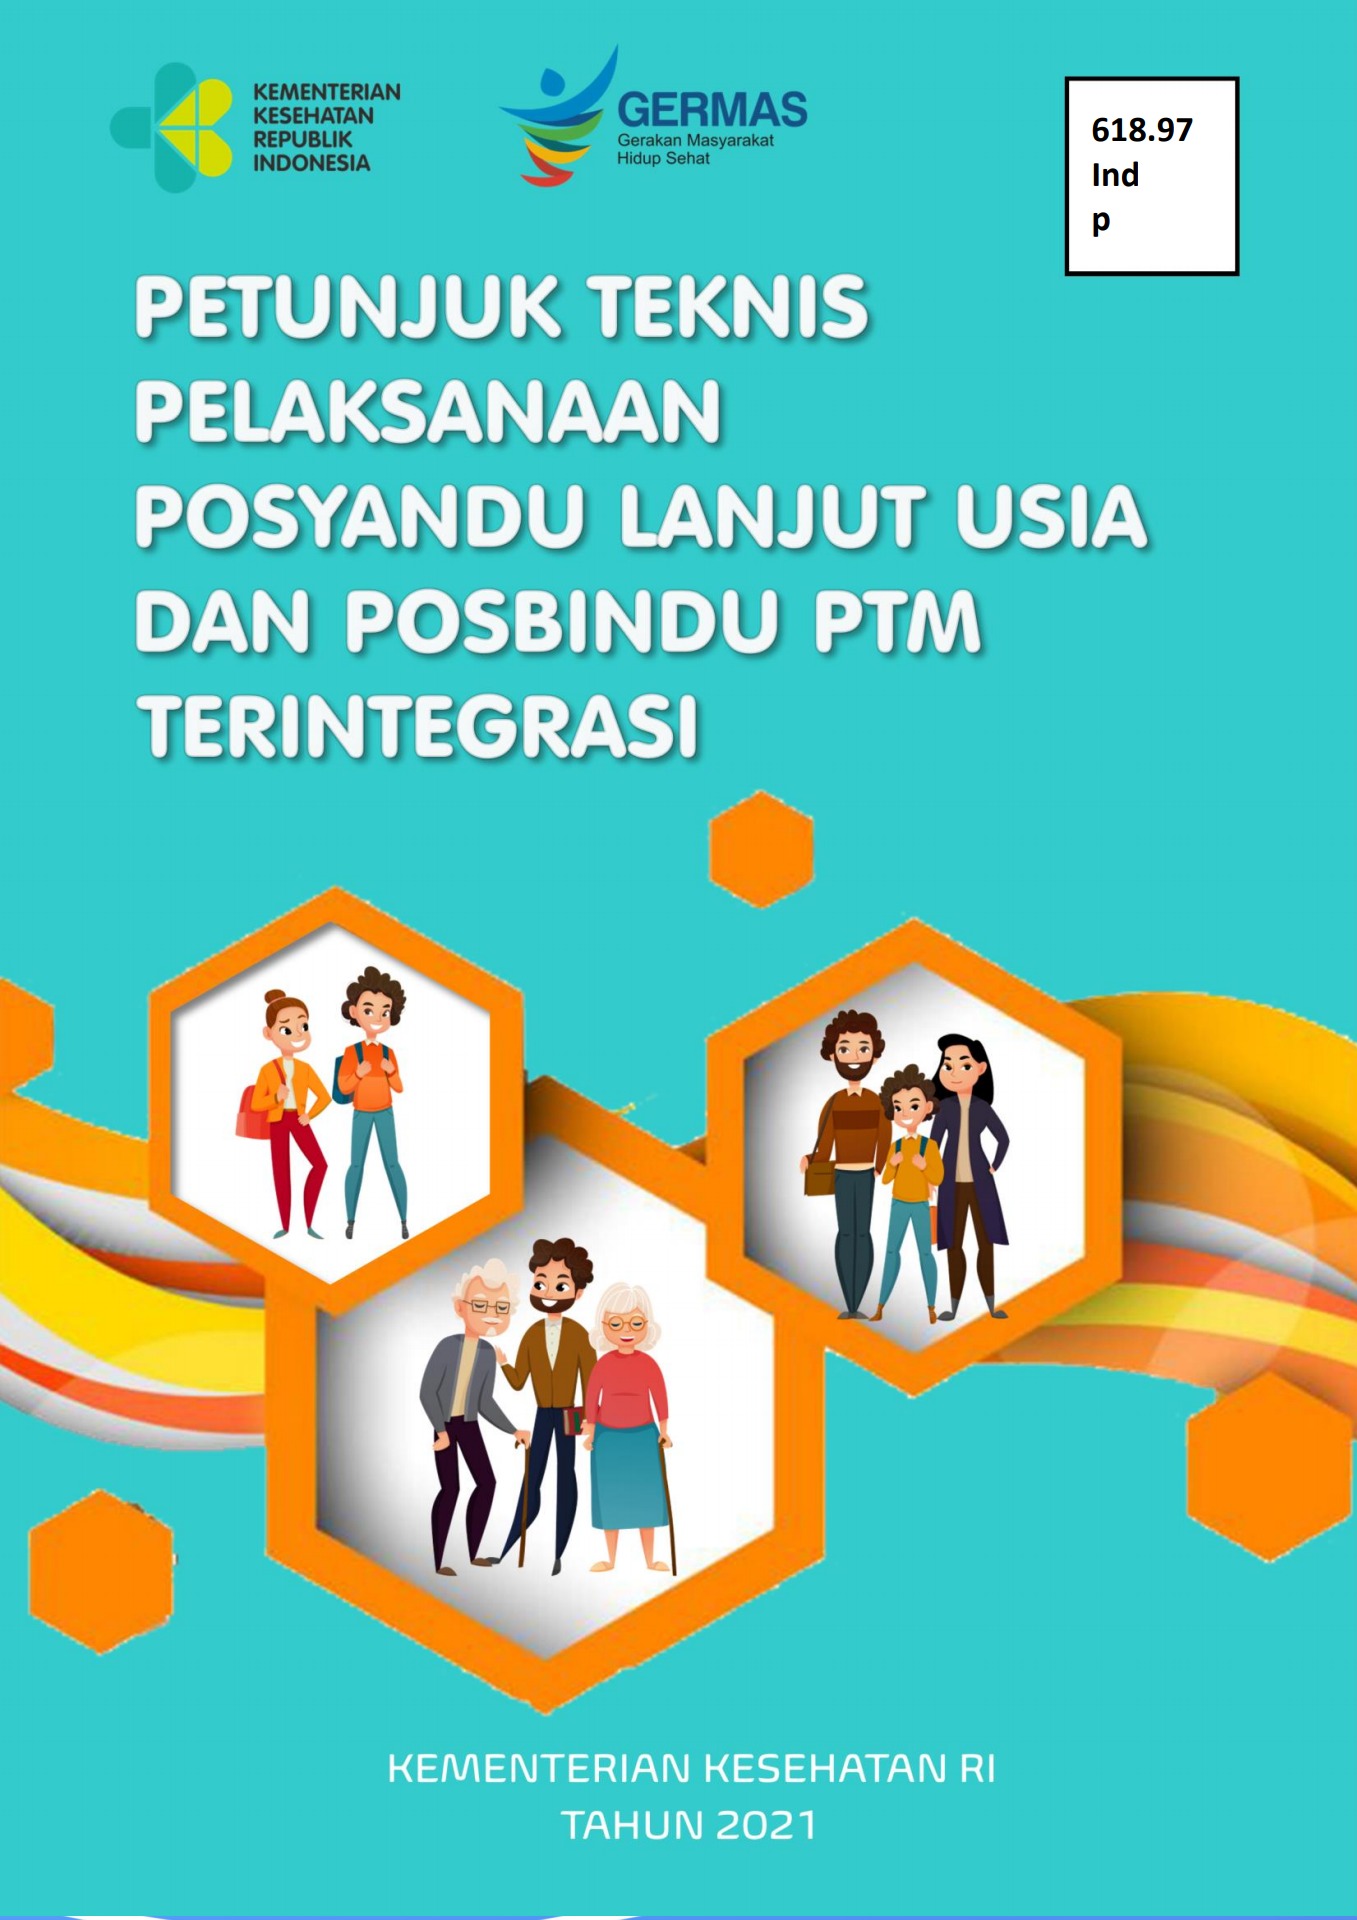 KEMENTERIAN
KESEHATAN
REPUBLIK
INDONESIA
GERMAS
Gerakan Masyarakat
Hidup Sehat
618.97
Ind
p
PETUNJUK TEKNIS
PELAKSANAAN
POSYANDU LANJUT USIA
DAN POSBINDU PTM
TERINTEGRASI
KEMENTERIAN KESEHATAN RI
TAHUN 2021